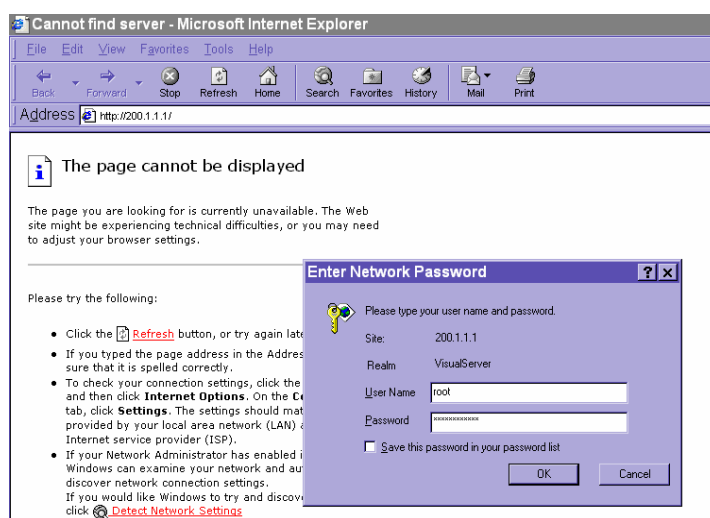 Cannot find server - Microsoft Internet Explorer
File Edit View Favorites Tools Help
Back Forward Stop Refresh Home Search Favorites History Mail Print
Address http://200.1.1.1/
The page cannot be displayed
The page you are looking for is currently unavailable. The Web
site might be experiencing technical difficulties, or you may need
to adjust your browser settings.
Please try the following:
Click the Refresh button, or try again late
If you typed the page address in the Addres
sure that it is spelled correctly.
To check your connection settings, click the
and then click Internet Options. On the Co
tab, click Settings. The settings should mat
provided by your local area network (LAN) a
Internet service provider (ISP).
If your Network Administrator has enabled i
Windows can examine your network and au
discover network connection settings.
If you would like Windows to try and discov
click Detect Network Settings
Enter Network Password
Please type your user name and password.
Site: 200.1.1.1
Realm VisualServer
User Name root
Password ***********
Save this password in your password list
OK Cancel